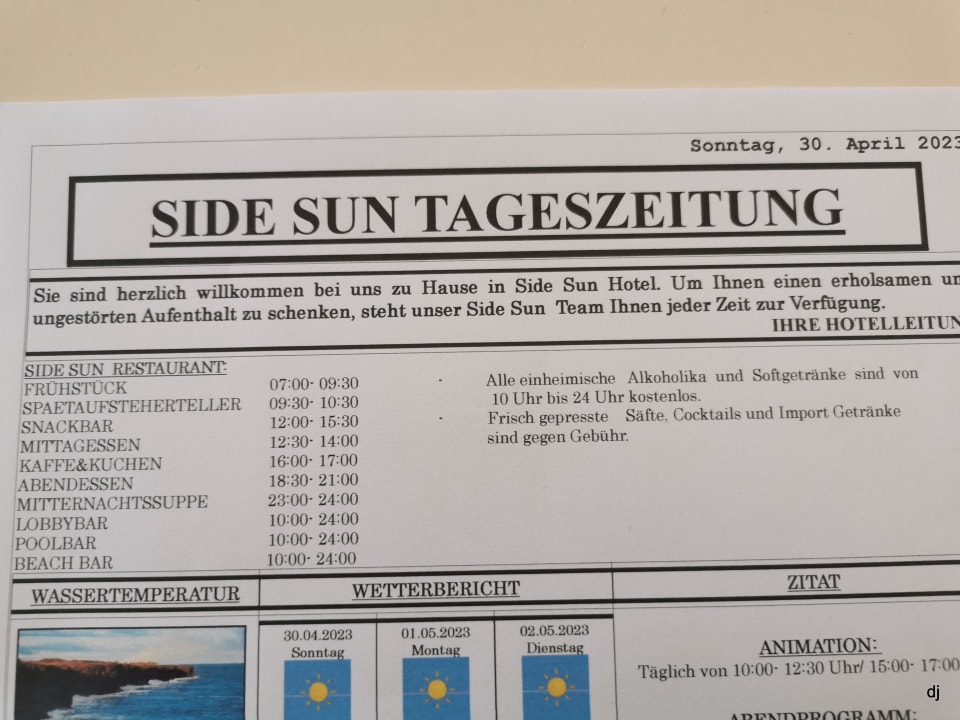 Sonntag, 30. April 2023
SIDE SUN TAGESZEITUNG
Sie sind herzlich willkommen bei uns zu Hause in Side Sun Hotel. Um Ihnen einen erholsamen un
ungestörten Aufenthalt zu schenken, steht unser Side Sun Team Ihnen jeder Zeit zur Verfügung.
IHRE HOTELLEITUN
SIDE SUN RESTAURANT:
FRÜHSTÜCK 07:00- 09:30 - Alle einheimische Alkoholika und Softgetränke sind von
SPAETAUFSTEHERTELLER 09:30- 10:30 10 Uhr bis 24 Uhr kostenlos.
SNACKBAR 12:00- 15:30 - Frisch gepresste Säfte, Cocktails und Import Getränke
MITTAGESSEN 12:30- 14:00 sind gegen Gebühr.
KAFFE&KUCHEN 16:00- 17:00
ABENDESSEN 18:30- 21:00
MITTERNACHTSSUPPE 23:00- 24:00
LOBBYBAR 10:00- 24:00
POOLBAR 10:00- 24:00
BEACH BAR 10:00- 24:00
WASSERTEMPERATUR WETTERBERICHT ZITAT
30.04.2023 01.05.2023 02.05.2023
Sonntag Montag Dienstag
ANIMATION:
Täglich von 10:00- 12:30 Uhr/ 15:00- 17:00
ABENDPROGRAMM:
dj